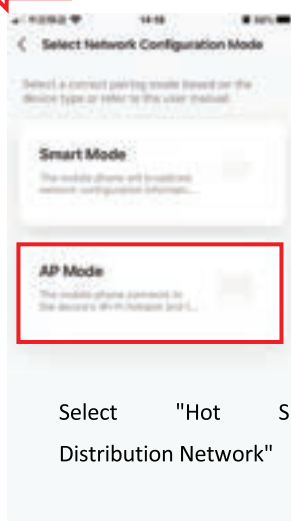 14:58
Select Network Configuration Mode
Select a correct pairing mode based on the
device type or refer to the user manual.
Smart Mode
The mobile phone will broadcast
network configuration informati...
AP Mode
The mobile phone connects to
the device's Wi-Fi hotspot and t...
Select "Hot S
Distribution Network"